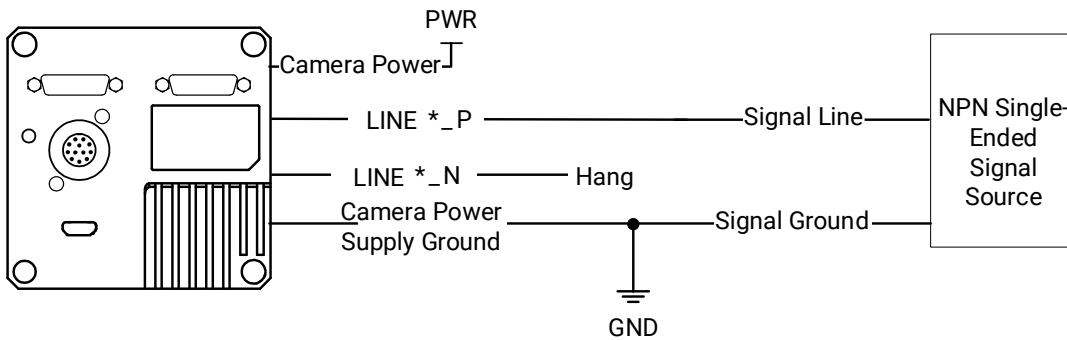 PWR
Camera Power
LINE *_P
Signal Line
NPN Single-
Ended
Signal
Source
LINE *_N
Hang
Camera Power
Supply Ground
Signal Ground
GND